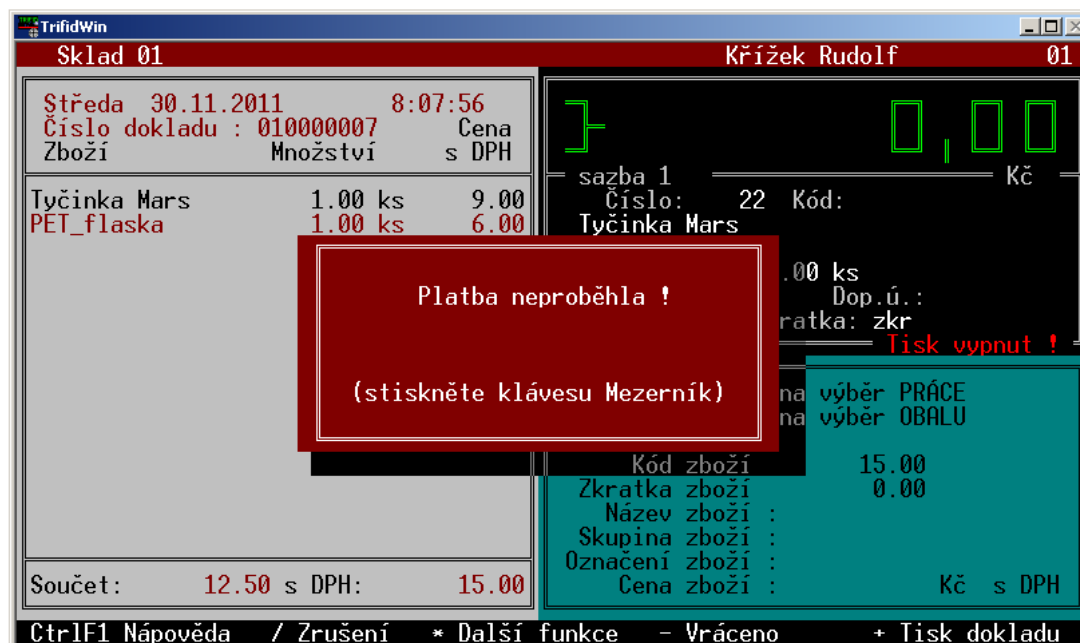 TrifidWin
Sklad 01 Křížek Rudolf 01
Středa 30.11.2011 8:07:56
Číslo dokladu : 010000007 Cena
Zboží Množství s DPH
Tyčinka Mars 1.00 ks 9.00
PET_flaska 1.00 ks 6.00
Součet: 12.50 s DPH: 15.00
0,00
sazba 1 Kč
Číslo: 22 Kód:
Tyčinka Mars
.00 ks
Dop.ú.:
ratka: zkr
Tisk vypnut !
Platba neproběhla !
(stiskněte klávesu Mezerník)
na výběr PRÁCE
na výběr OBALU
Kód zboží 15.00
Zkratka zboží 0.00
Název zboží :
Skupina zboží :
Označení zboží :
Cena zboží : Kč s DPH
CtrlF1 Nápověda / Zrušení * Další funkce - Vráceno + Tisk dokladu